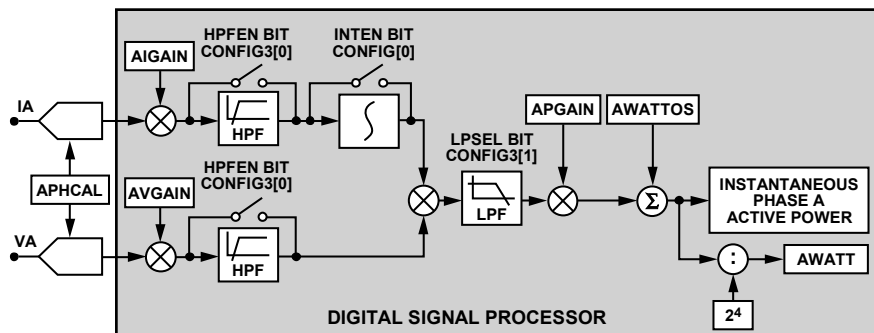 HPFEN BIT
CONFIG3[0]
INTEN BIT
CONFIG[0]
AIGAIN
IA
HPF
APGAIN
AWATTOS
LPSEL BIT
CONFIG3[1]
HPFEN BIT
CONFIG3[0]
APHCAL
AVGAIN
LPF
Σ
INSTANTANEOUS
PHASE A
ACTIVE POWER
VA
HPF
:
AWATT
24
DIGITAL SIGNAL PROCESSOR